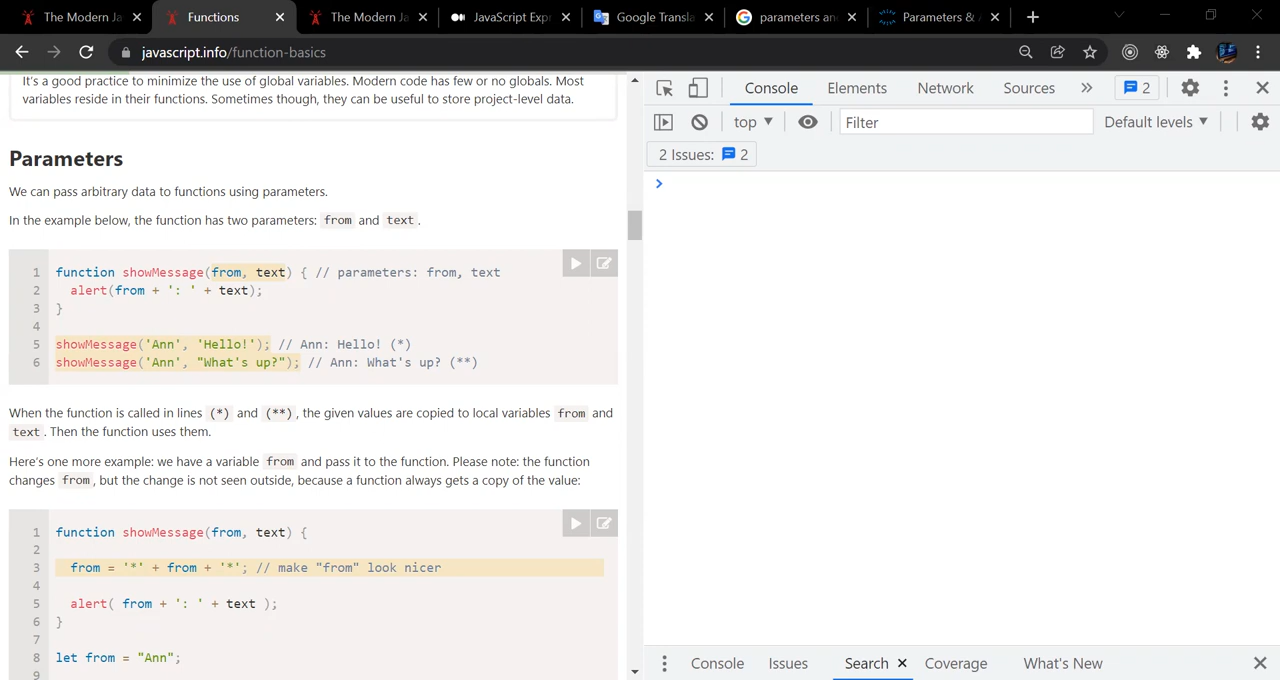 The Modern Ja
Functions
The Modern Ja
JavaScript Exp
Google Transla
parameters an
Parameters & A
javascript.info/function-basics
It's a good practice to minimize the use of global variables. Modern code has few or no globals. Most
variables reside in their functions. Sometimes though, they can be useful to store project-level data.
Parameters
We can pass arbitrary data to functions using parameters.
In the example below, the function has two parameters: from and text.
1 function showMessage(from, text) { // parameters: from, text
2 alert(from + ': ' + text);
3 }
4
5 showMessage('Ann', 'Hello!'); // Ann: Hello! (*)
6 showMessage('Ann', "What's up?"); // Ann: What's up? (**)
When the function is called in lines (*) and (**), the given values are copied to local variables from and
text. Then the function uses them.
Here's one more example: we have a variable from and pass it to the function. Please note: the function
changes from, but the change is not seen outside, because a function always gets a copy of the value:
1 function showMessage(from, text) {
2
3 from = '*' + from + '*'; // make "from" look nicer
4
5 alert( from + ': ' + text );
6 }
7
8 let from = "Ann";
9
Console Elements Network Sources 2
top Filter Default levels
2 Issues: 2
Console Issues Search Coverage What's New